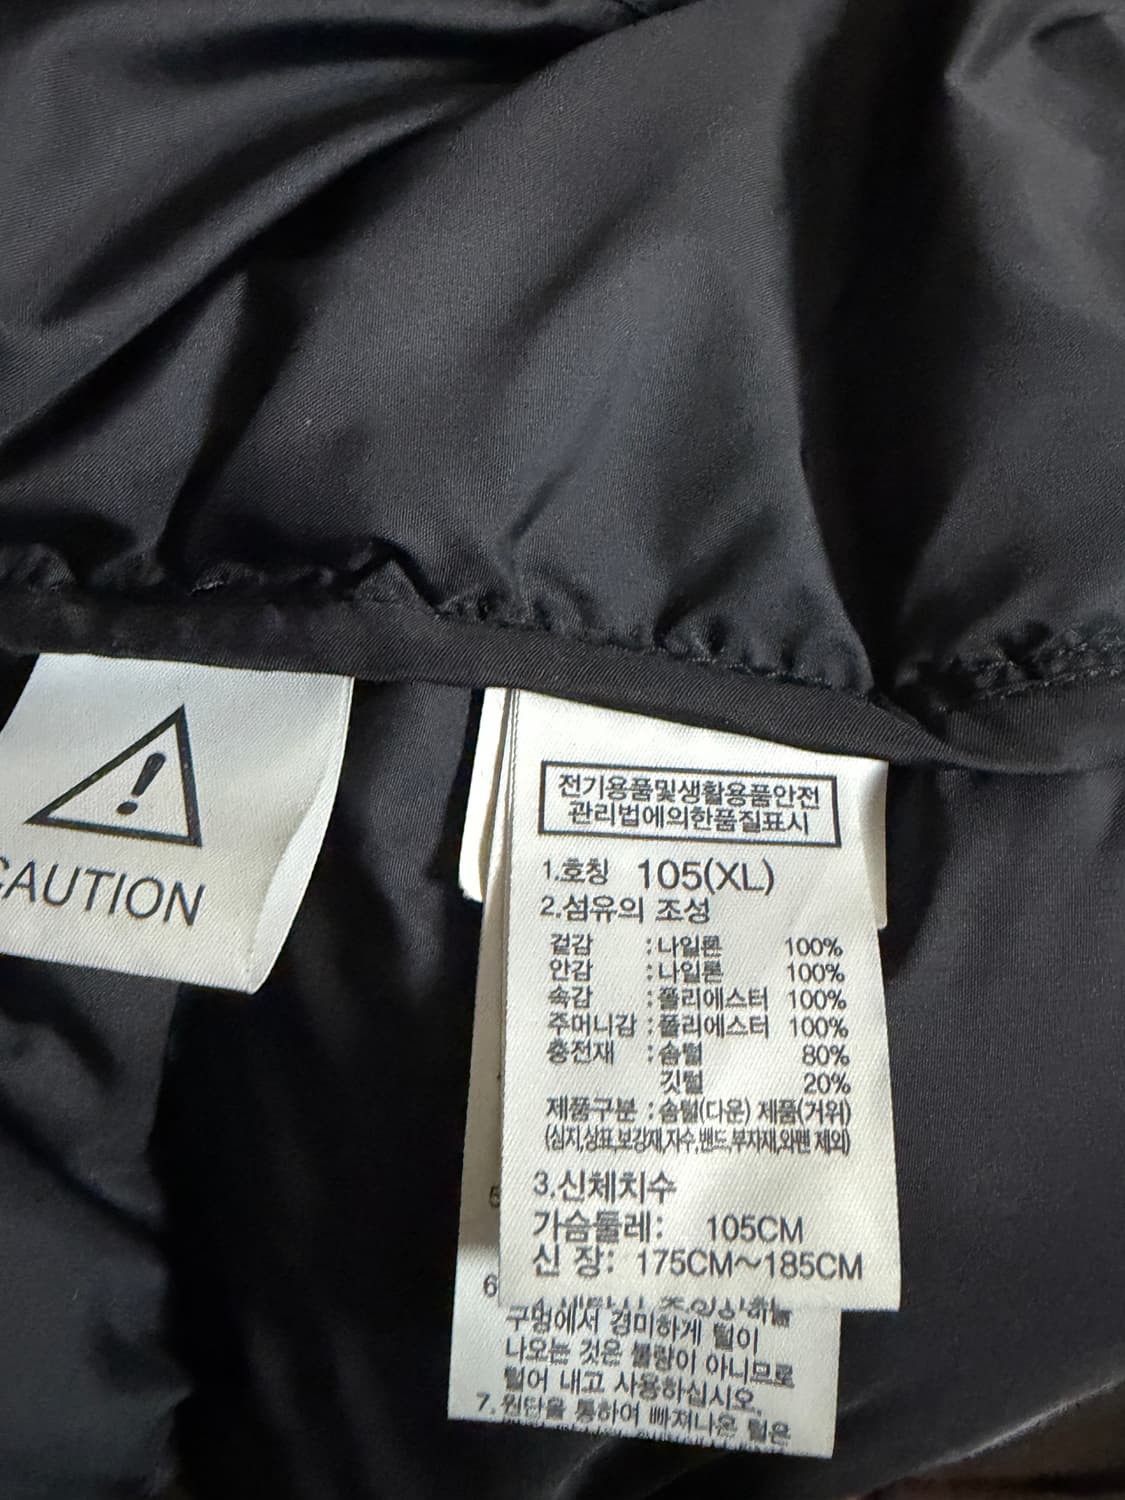 CAUTION
전기용품및생활용품안전
관리법에의한품질표시
1.호칭 105(XL)
2.섬유의 조성
겉감 :나일론 100%
안감 :나일론 100%
속감 :폴리에스터 100%
주머니감 :폴리에스터 100%
충전재 :솜털 80%
깃털 20%
제품구분 :솜털(다운) 제품(거위)
(심지,상표,보강재,자수,밴드,부자재,와펜 제외)
3.신체치수
가슴둘레: 105CM
신 장: 175CM~185CM
5
6
구멍에서 경미하게 털이
나오는 것은 불량이 아니므로
털어 내고 사용하십시오.
7. 원단을 통하여 빠져나온 털은